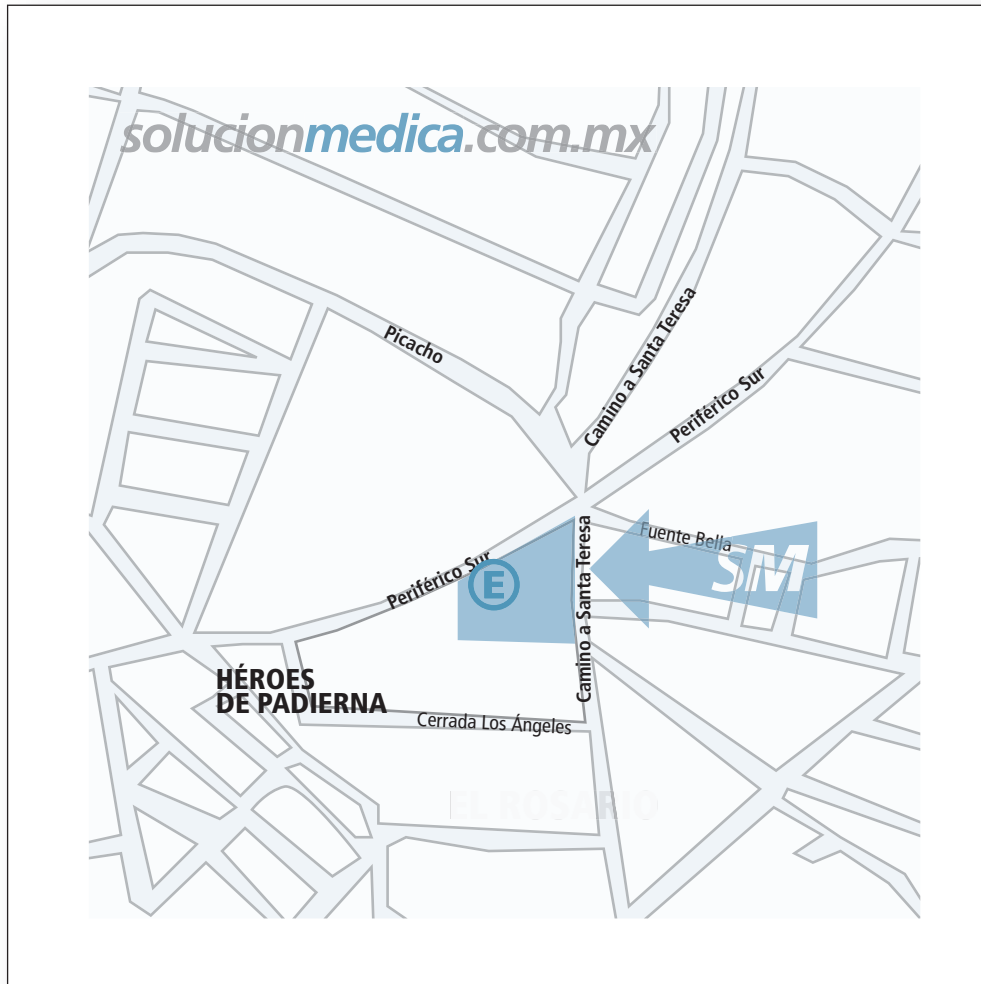 solucionmedica.com.mx
Picacho
Camino a Santa Teresa
Periférico Sur
Fuente Bella
SM
Periférico Sur
E
Camino a Santa Teresa
HÉROES
DE PADIERNA
Cerrada Los Ángeles
EL ROSARIO